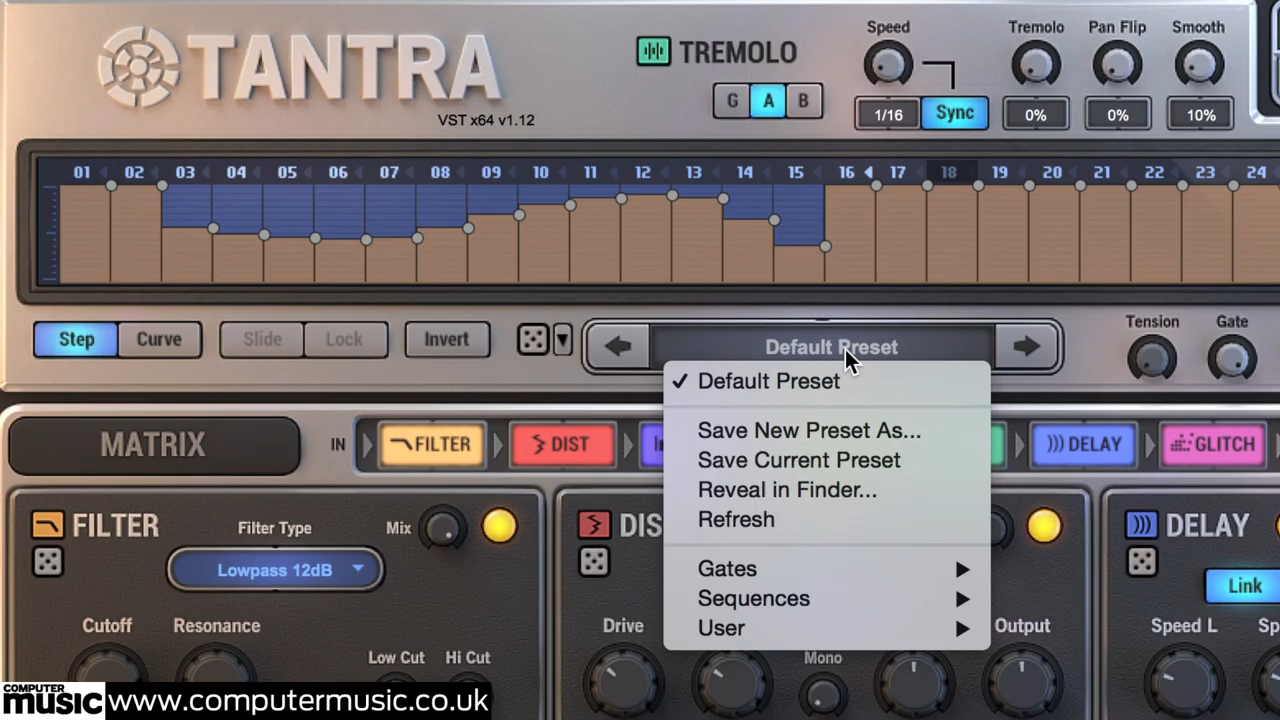 TANTRA
VST x64 v1.12
TREMOLO
G A B
Speed
1/16 Sync
Tremolo Pan Flip Smooth
0% 0% 10%
01 02 03 04 05 06 07 08 09 10 11 12 13 14 15 16 17 18 19 20 21 22 23 24
Step Curve Slide Lock Invert
Default Preset
Tension Gate
✓ Default Preset
Save New Preset As...
Save Current Preset
Reveal in Finder...
Refresh
Gates
Sequences
User
MATRIX
IN FILTER DIST DELAY GLITCH
FILTER
Filter Type
Mix
Lowpass 12dB
Cutoff Resonance
Low Cut Hi Cut
DIS
Drive
Mono
Output
DELAY
Link
Speed L Sp
COMPUTER
music www.computermusic.co.uk